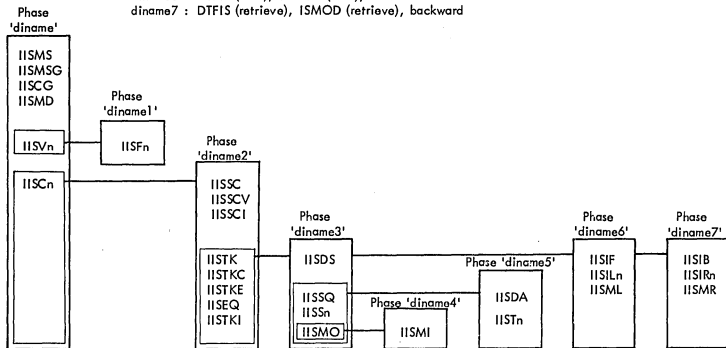 diname7 : DTFIS (retrieve), ISMOD (retrieve), backward
Phase
'diname'
IISMS
IISMSG
IISCG
IISMD
IISVn
IISCn
Phase
'diname1'
IISFn
Phase
'diname2'
IISSC
IISSCV
IISSCI
IISTK
IISTKC
IISTKE
IISEQ
IISTKI
Phase
'diname3'
IISDS
IISSQ
IISSn
IISMO
Phase 'diname4'
IISMI
Phase 'diname5'
IISDA
IISTn
Phase
'diname6'
IISIF
IISILn
IISML
Phase
'diname7'
IISIB
IISIRn
IISMR